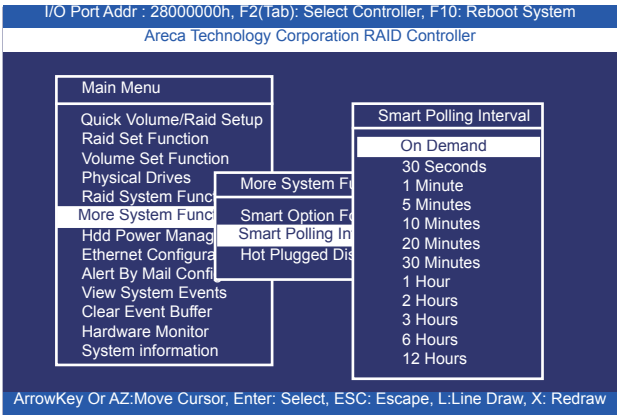 I/O Port Addr : 28000000h, F2(Tab): Select Controller, F10: Reboot System
Areca Technology Corporation RAID Controller
Main Menu
Quick Volume/Raid Setup
Raid Set Function
Volume Set Function
Physical Drives
Raid System Funct
More System Funct
Hdd Power Manag
Ethernet Configura
Alert By Mail Config
View System Events
Clear Event Buffer
Hardware Monitor
System information
More System Fu
Smart Option Fo
Smart Polling Int
Hot Plugged Dis
Smart Polling Interval
On Demand
30 Seconds
1 Minute
5 Minutes
10 Minutes
20 Minutes
30 Minutes
1 Hour
2 Hours
3 Hours
6 Hours
12 Hours
ArrowKey Or AZ:Move Cursor, Enter: Select, ESC: Escape, L:Line Draw, X: Redraw